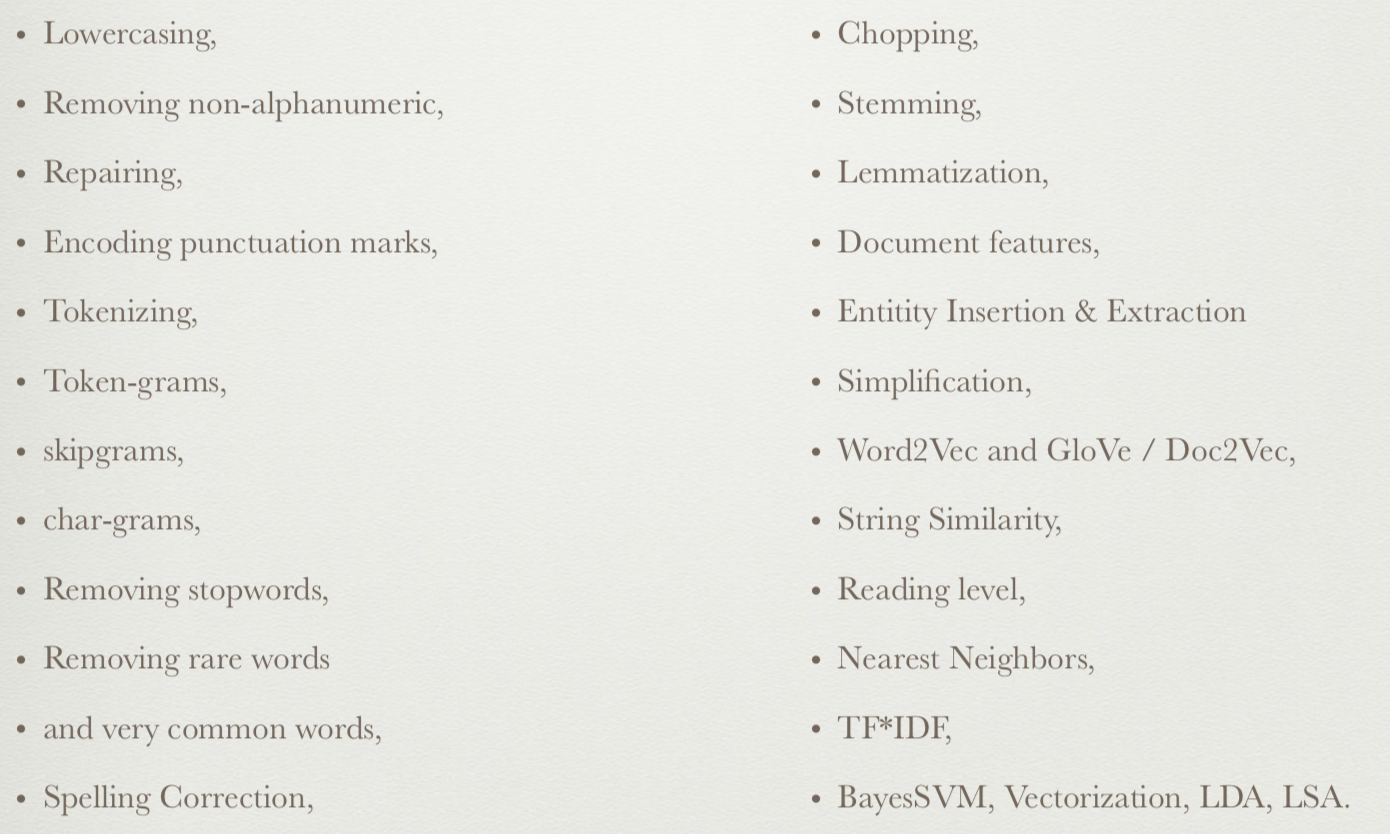 • Lowercasing,
• Removing non-alphanumeric,
• Repairing,
• Encoding punctuation marks,
• Tokenizing,
• Token-grams,
• skipgrams,
• char-grams,
• Removing stopwords,
• Removing rare words
• and very common words,
• Spelling Correction,
• Chopping,
• Stemming,
• Lemmatization,
• Document features,
• Entitity Insertion & Extraction
• Simplification,
• Word2Vec and GloVe / Doc2Vec,
• String Similarity,
• Reading level,
• Nearest Neighbors,
• TF*IDF,
• BayesSVM, Vectorization, LDA, LSA.